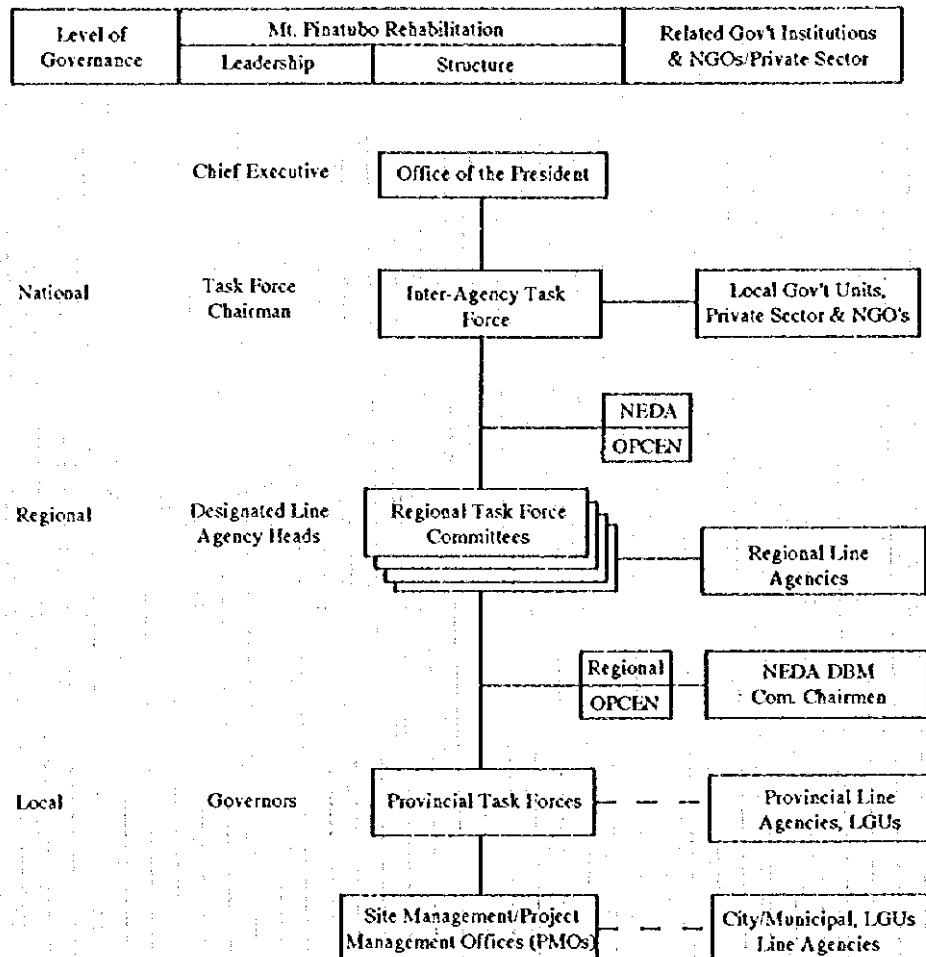 Level of
Governance
Mt. Pinatubo Rehabilitation
Leadership
Structure
Related Gov't Institutions
& NGOs/Private Sector
Chief Executive
Office of the President
National
Task Force
Chairman
Inter-Agency Task
Force
Local Gov't Units,
Private Sector & NGO's
NEDA
OPCEN
Regional
Designated Line
Agency Heads
Regional Task Force
Committees
Regional Line
Agencies
Regional
OPCEN
NEDA DBM
Com. Chairmen
Local
Governors
Provincial Task Forces
Provincial Line
Agencies, LGUs
Site Management/Project
Management Offices (PMOs)
City/Municipal, LGUs
Line Agencies